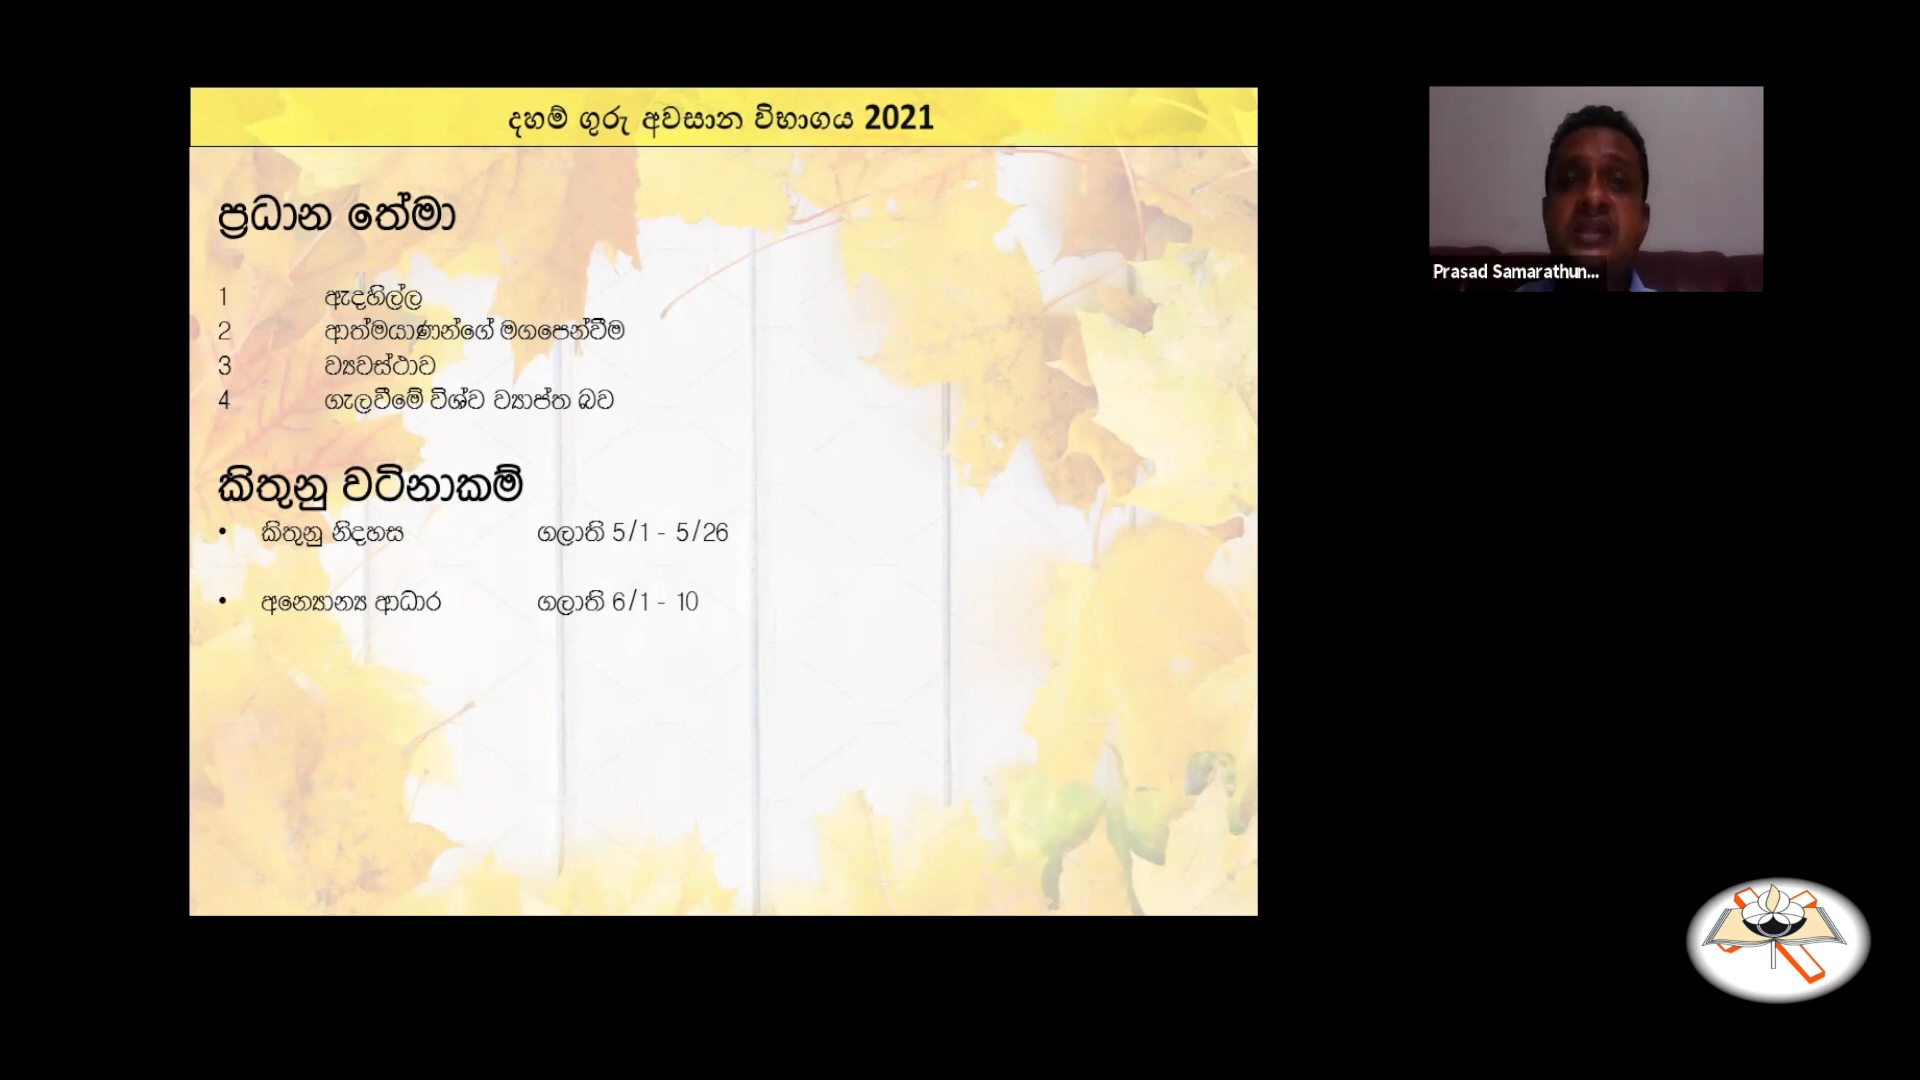 දහම් ගුරු අවසාන විභාගය 2021
ප්‍රධාන තේමා
1 ඇදහිල්ල
2 ආත්මයාණන්ගේ මගපෙන්වීම
3 ව්‍යවස්ථාව
4 ගැලවීමේ විශ්ව ව්‍යාප්ත බව
කිතුනු වටිනාකම්
• කිතුනු නිදහස ගලාති 5/1 - 5/26
• අන්‍යොන්‍ය ආධාර ගලාති 6/1 - 10
Prasad Samarathun...